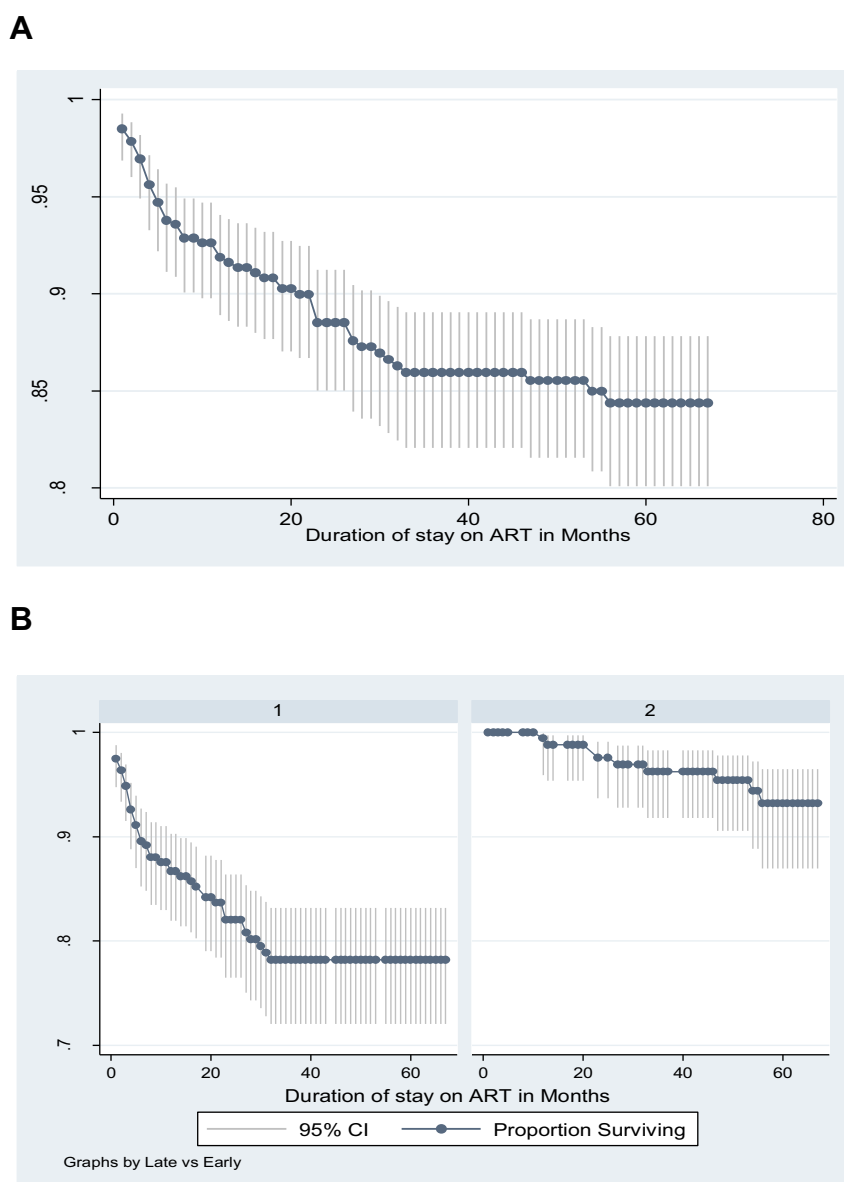 A
1
.95
.9
.85
.8
0 20 40 60 80
Duration of stay on ART in Months
B
1 2
1
.9
.8
.7
0 20 40 60 0 20 40 60
Duration of stay on ART in Months
95% CI Proportion Surviving
Graphs by Late vs Early